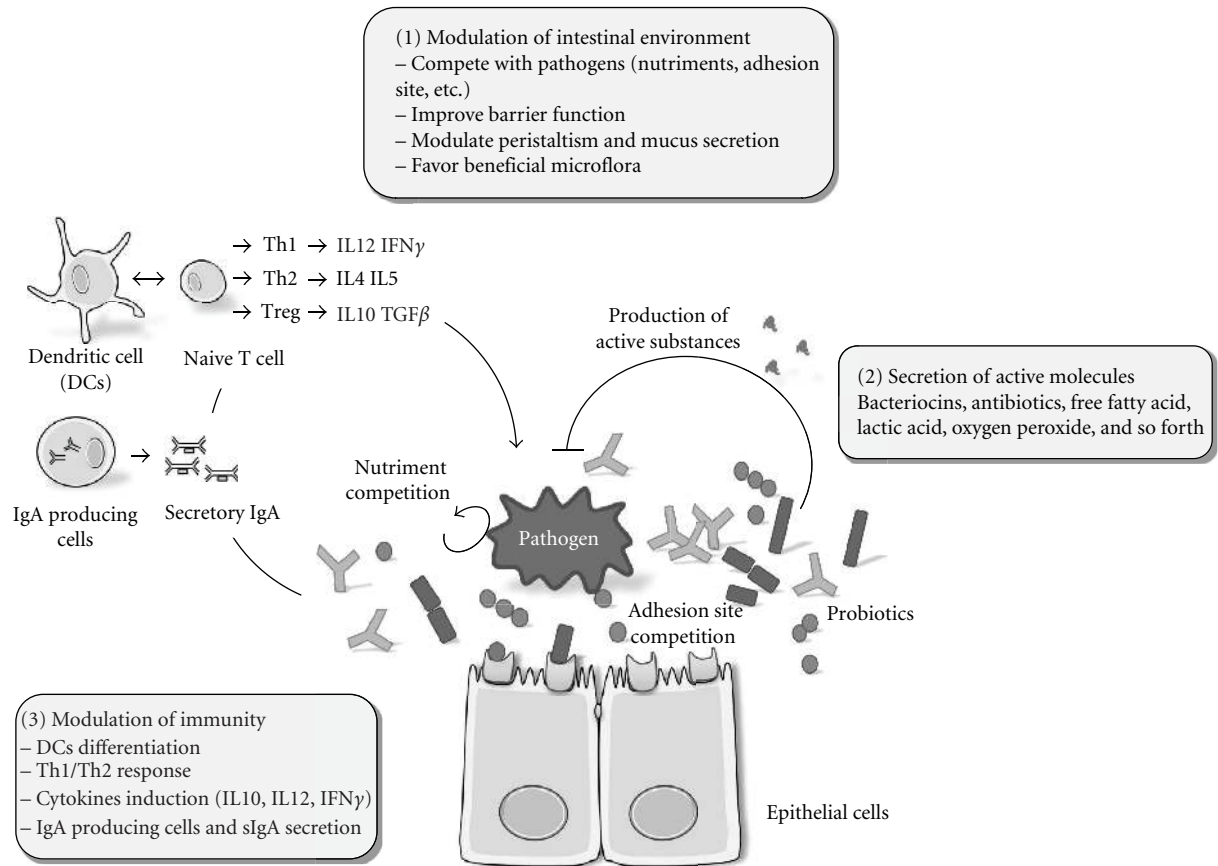 (1) Modulation of intestinal environment
– Compete with pathogens (nutriments, adhesion
site, etc.)
– Improve barrier function
– Modulate peristaltism and mucus secretion
– Favor beneficial microflora
Th1
IL12 IFNγ
Th2
IL4 IL5
Treg
IL10 TGFβ
Dendritic cell
(DCs)
Naive T cell
Production of
active substances
(2) Secretion of active molecules
Bacteriocins, antibiotics, free fatty acid,
lactic acid, oxygen peroxide, and so forth
IgA producing
cells
Secretory IgA
Nutriment
competition
Pathogen
Adhesion site
competition
Probiotics
(3) Modulation of immunity
– DCs differentiation
– Th1/Th2 response
– Cytokines induction (IL10, IL12, IFNγ)
– IgA producing cells and sIgA secretion
Epithelial cells